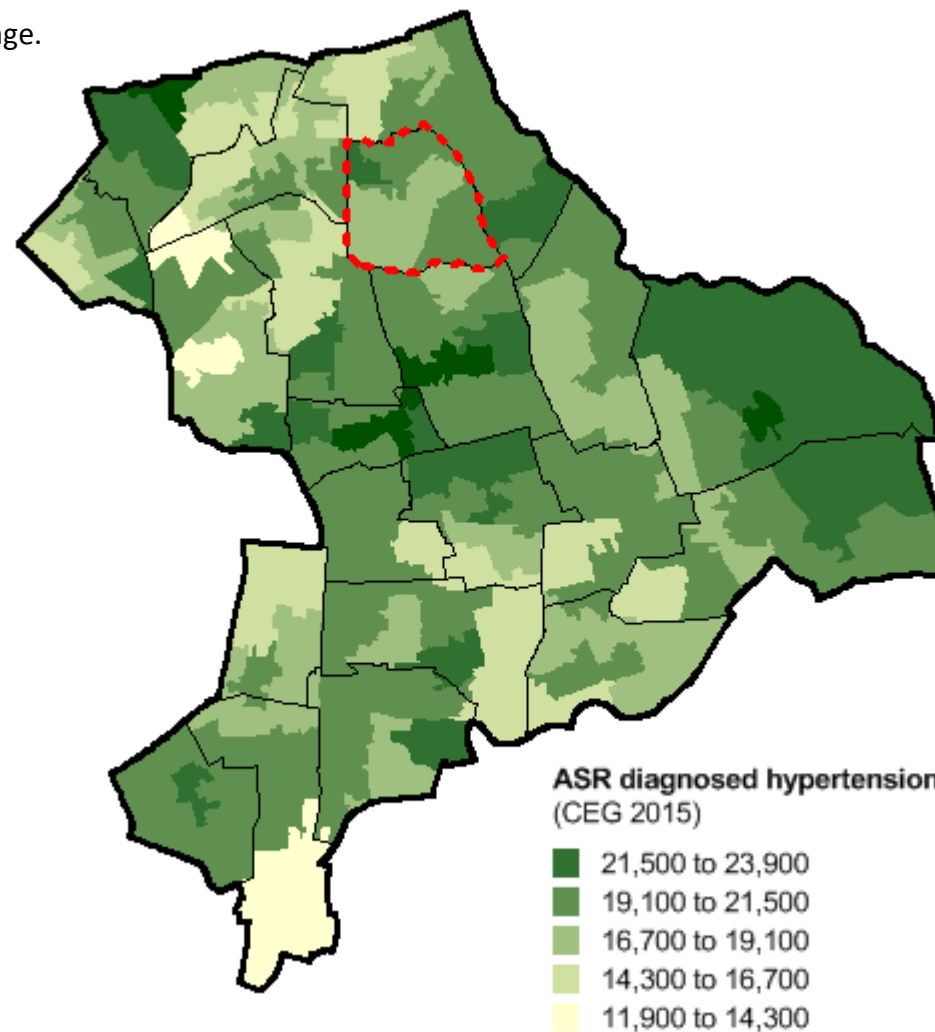 ASR diagnosed hypertension
(CEG 2015)
21,500 to 23,900
19,100 to 21,500
16,700 to 19,100
14,300 to 16,700
11,900 to 14,300